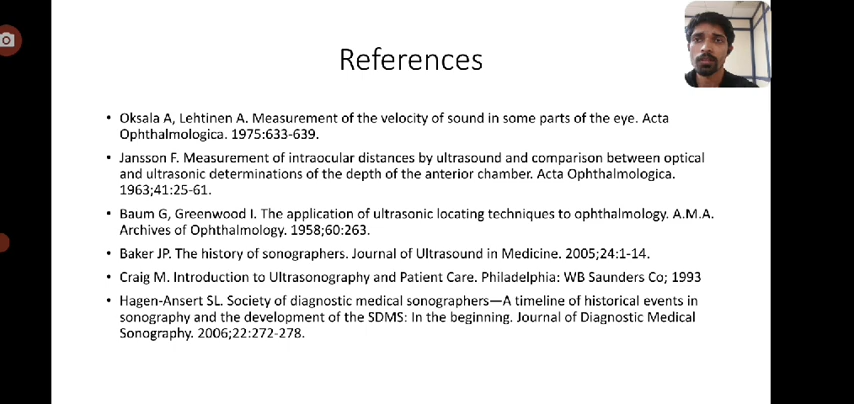 References
• Oksala A, Lehtinen A. Measurement of the velocity of sound in some parts of the eye. Acta
Ophthalmologica. 1975:633-639.
• Jansson F. Measurement of intraocular distances by ultrasound and comparison between optical
and ultrasonic determinations of the depth of the anterior chamber. Acta Ophthalmologica.
1963;41:25-61.
• Baum G, Greenwood I. The application of ultrasonic locating techniques to ophthalmology. A.M.A.
Archives of Ophthalmology. 1958;60:263.
• Baker JP. The history of sonographers. Journal of Ultrasound in Medicine. 2005;24:1-14.
• Craig M. Introduction to Ultrasonography and Patient Care. Philadelphia: WB Saunders Co; 1993
• Hagen-Ansert SL. Society of diagnostic medical sonographers—A timeline of historical events in
sonography and the development of the SDMS: In the beginning. Journal of Diagnostic Medical
Sonography. 2006;22:272-278.